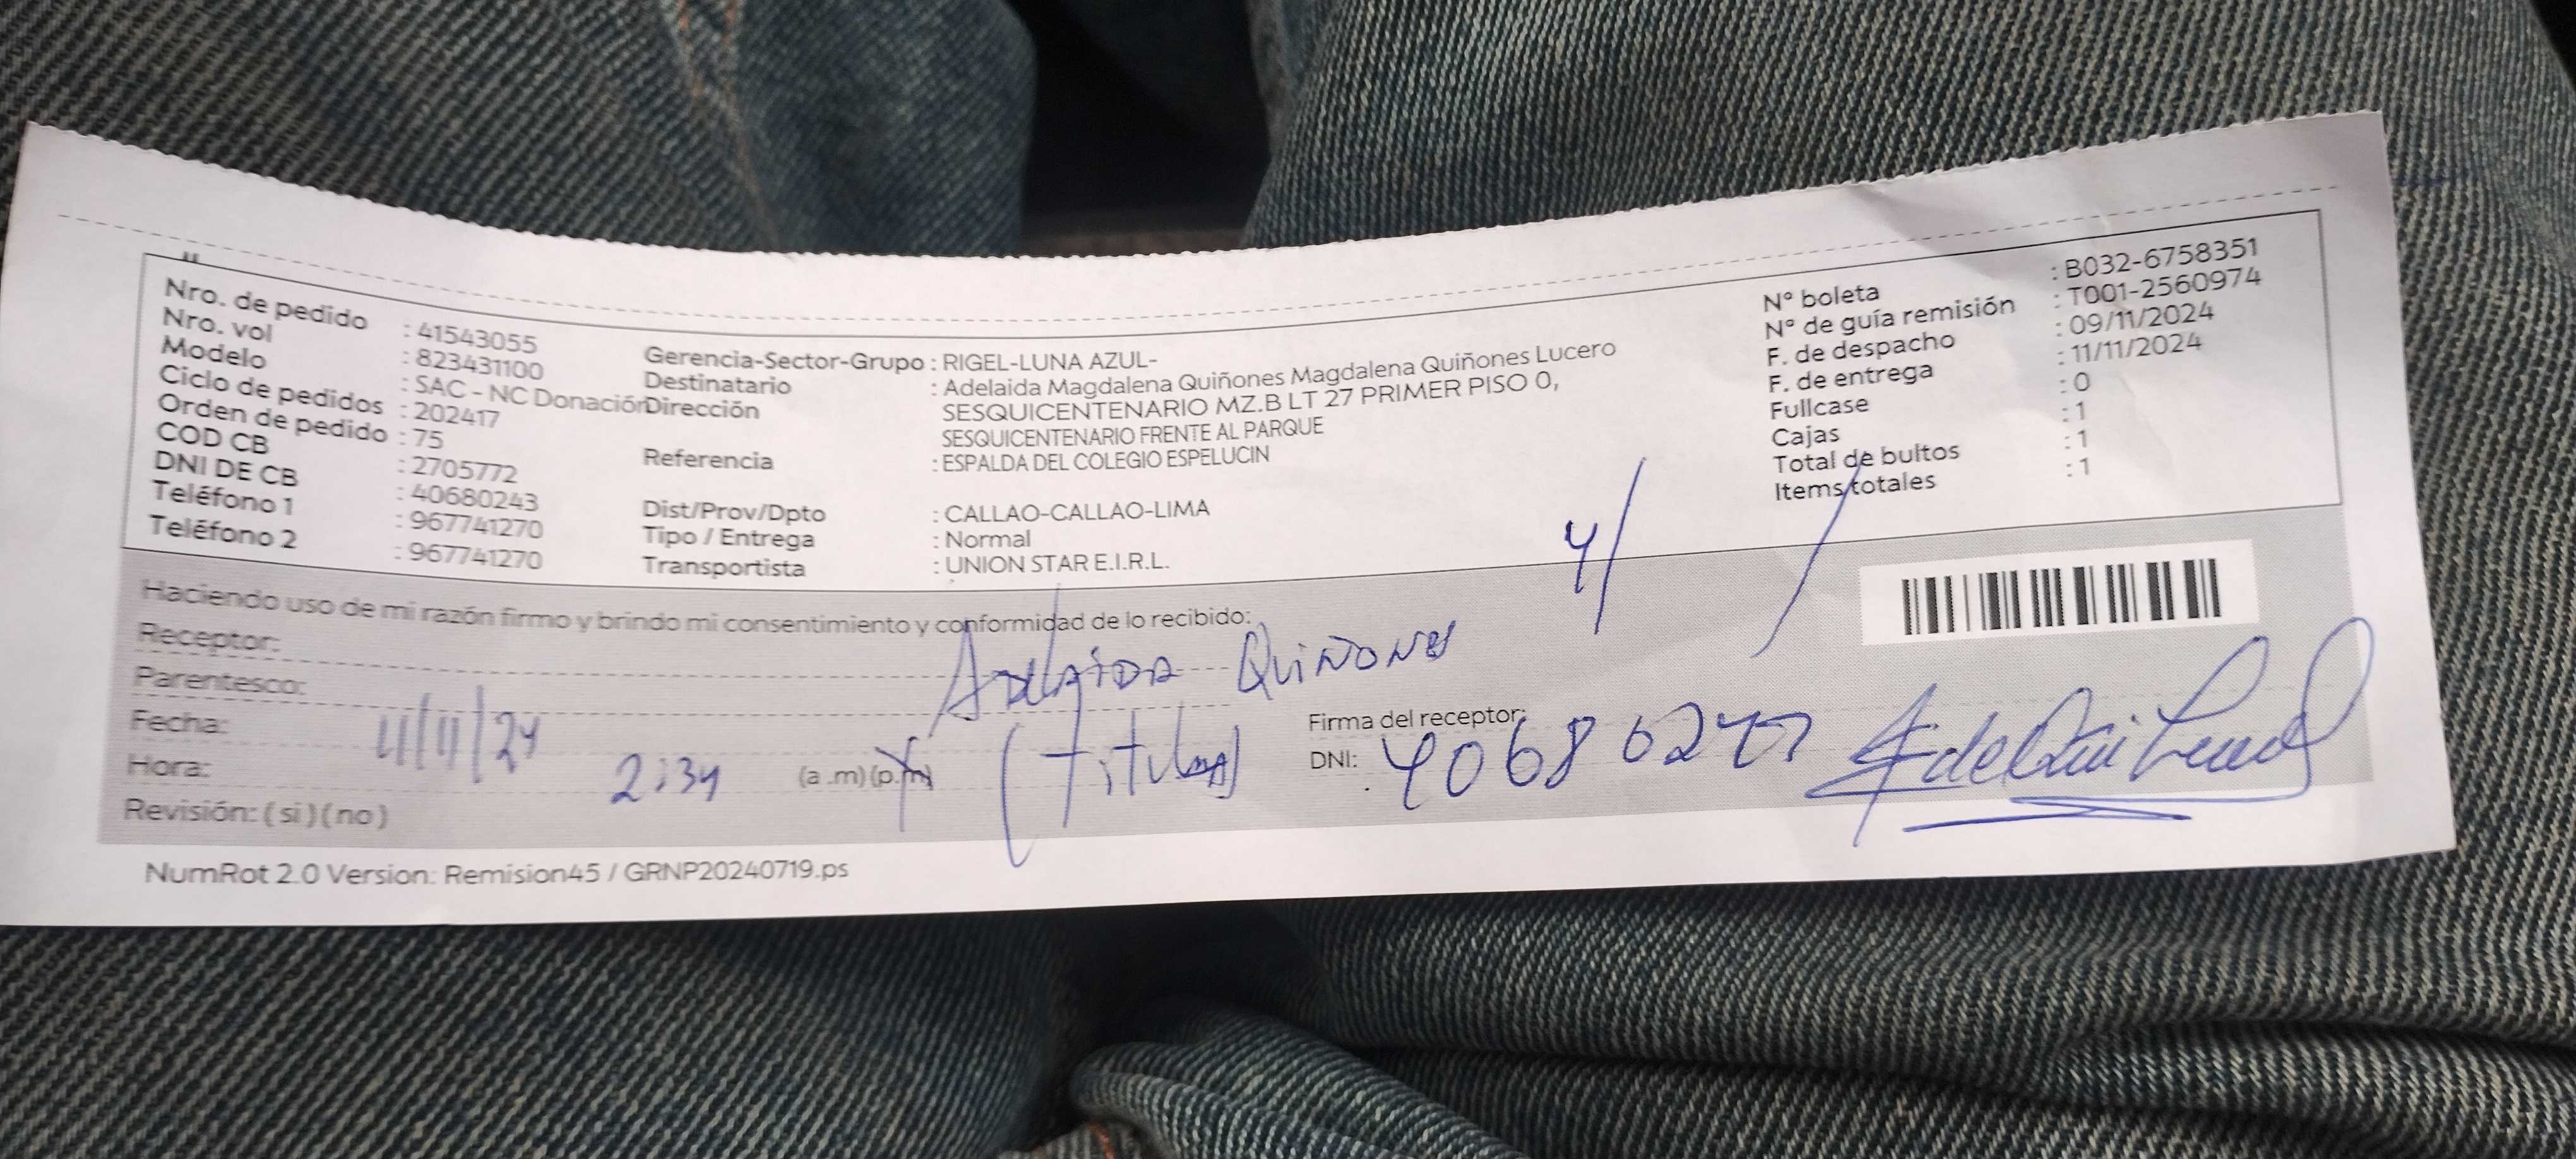 Nro. de pedido : 41543055
Nro. vol : 823431100
Modelo : SAC - NC Donación
Ciclo de pedidos : 202417
Orden de pedido : 75
COD CB : 2705772
DNI DE CB : 40680243
Teléfono 1 : 967741270
Teléfono 2 : 967741270
Gerencia-Sector-Grupo : RIGEL-LUNA AZUL-
Destinatario : Adelaida Magdalena Quiñones Magdalena Quiñones Lucero
Dirección SESQUICENTENARIO MZ.B LT 27 PRIMER PISO 0,
SESQUICENTENARIO FRENTE AL PARQUE
Referencia : ESPALDA DEL COLEGIO ESPELUCIN
Dist/Prov/Dpto : CALLAO-CALLAO-LIMA
Tipo / Entrega : Normal
Transportista : UNION STAR E.I.R.L.
N° boleta : B032-6758351
N° de guía remisión : T001-2560974
F. de despacho : 09/11/2024
F. de entrega : 11/11/2024
Fullcase : 0
Cajas : 1
Total de bultos : 1
Items totales : 1
Haciendo uso de mi razón firmo y brindo mi consentimiento y conformidad de lo recibido:
Receptor: Adelaida Quiñones
Parentesco: (Titular)
Fecha: 11/11/24
Hora: 2:34 (a .m) (p.m)
Revisión: ( si ) ( no )
Firma del receptor:
DNI:
NumRot 2.0 Version: Remision45 / GRNP20240719.ps